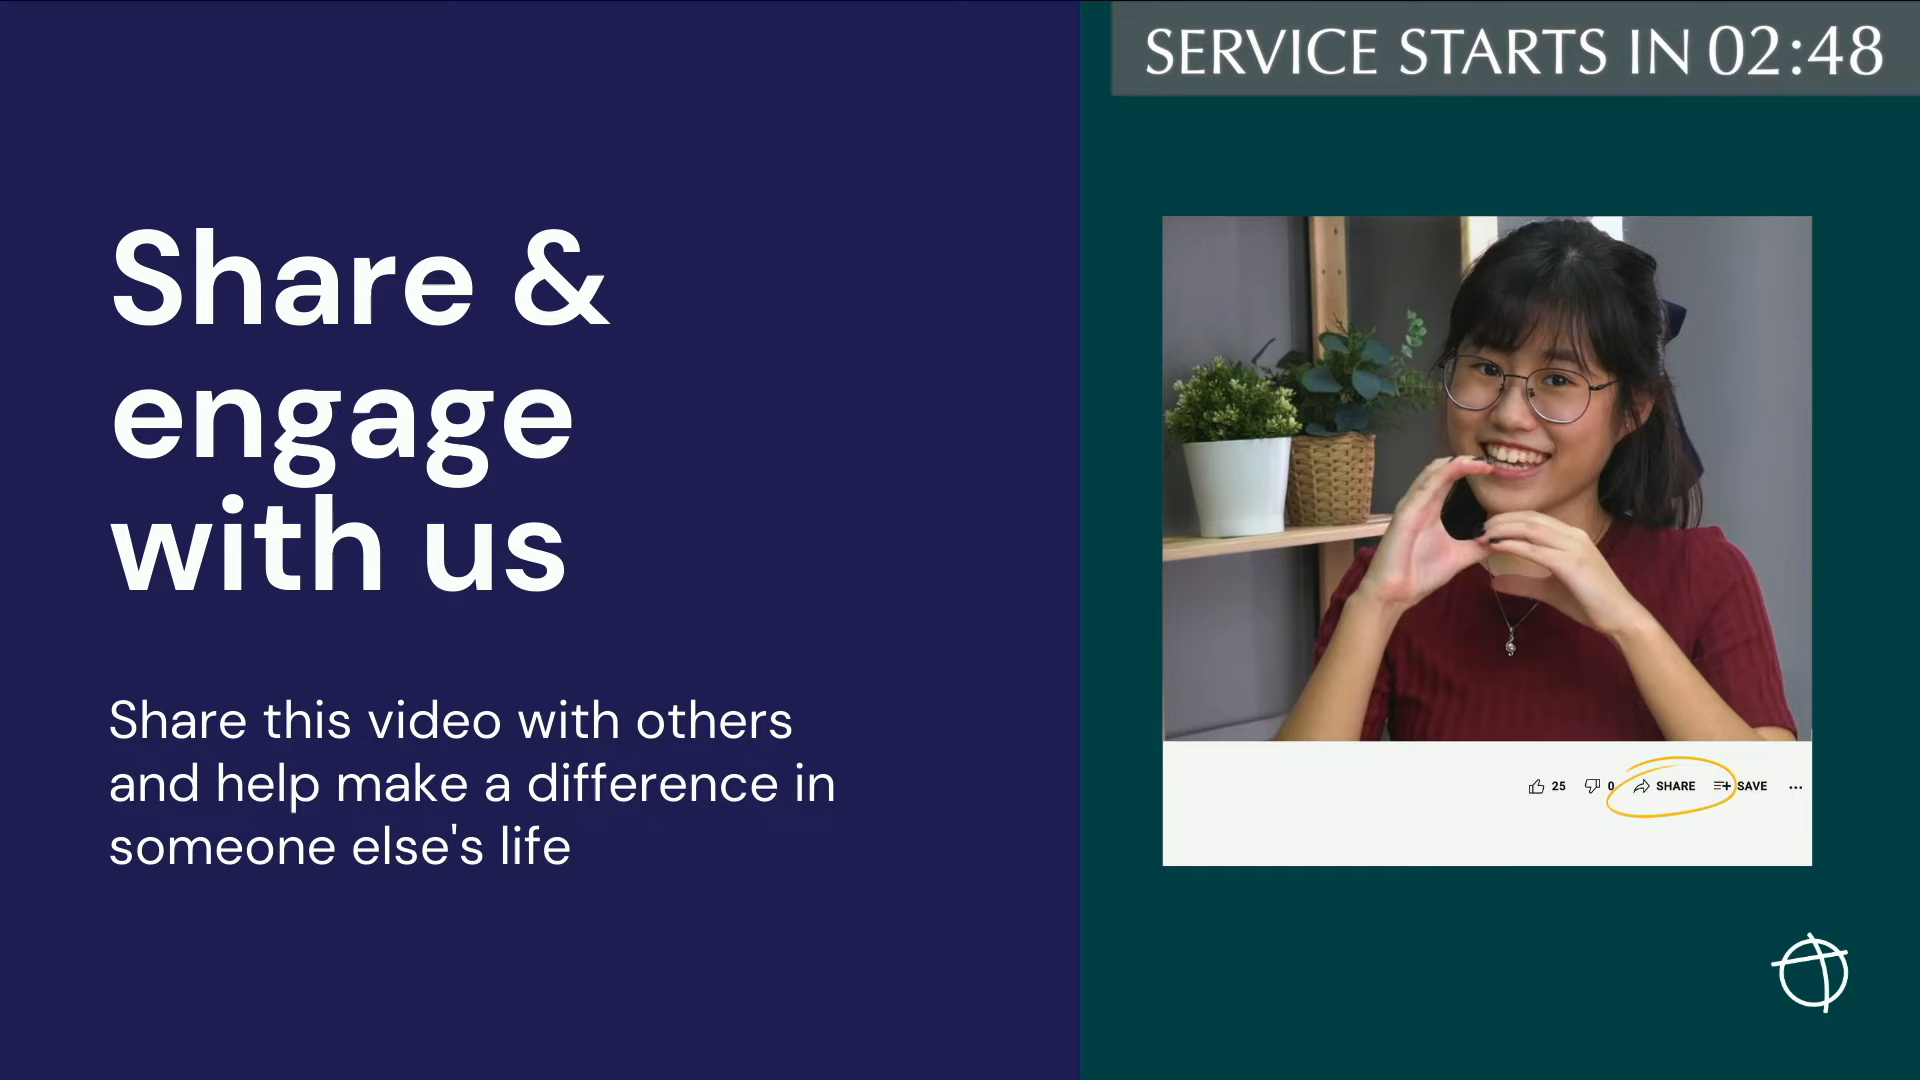 SERVICE STARTS IN 02:48
Share &
engage
with us
Share this video with others
and help make a difference in
someone else's life
25 0 SHARE SAVE ...